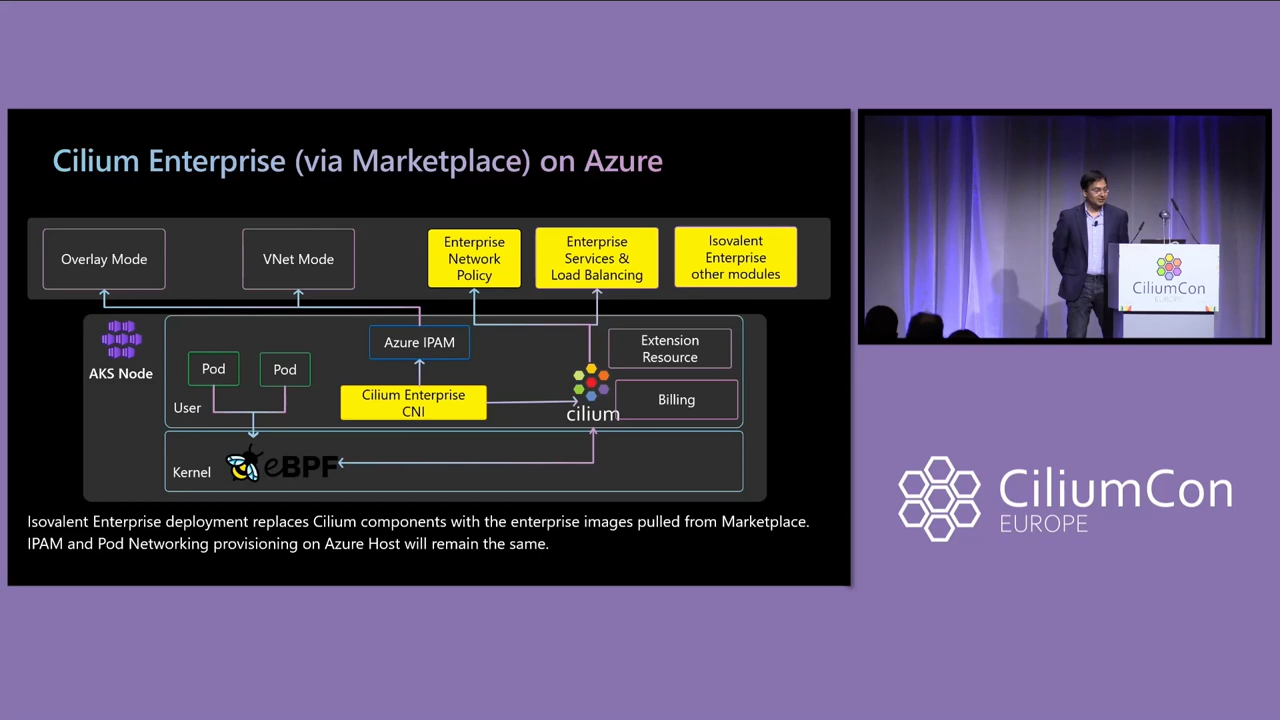 Cilium Enterprise (via Marketplace) on Azure
Overlay Mode
VNet Mode
Enterprise
Network
Policy
Enterprise
Services &
Load Balancing
Isovalent
Enterprise
other modules
AKS Node
Azure IPAM
Extension
Resource
Pod
Pod
User
Cilium Enterprise
CNI
cilium
Billing
Kernel
eBPF
Isovalent Enterprise deployment replaces Cilium components with the enterprise images pulled from Marketplace.
IPAM and Pod Networking provisioning on Azure Host will remain the same.
CiliumCon
EUROPE
CiliumCon
EUROPE